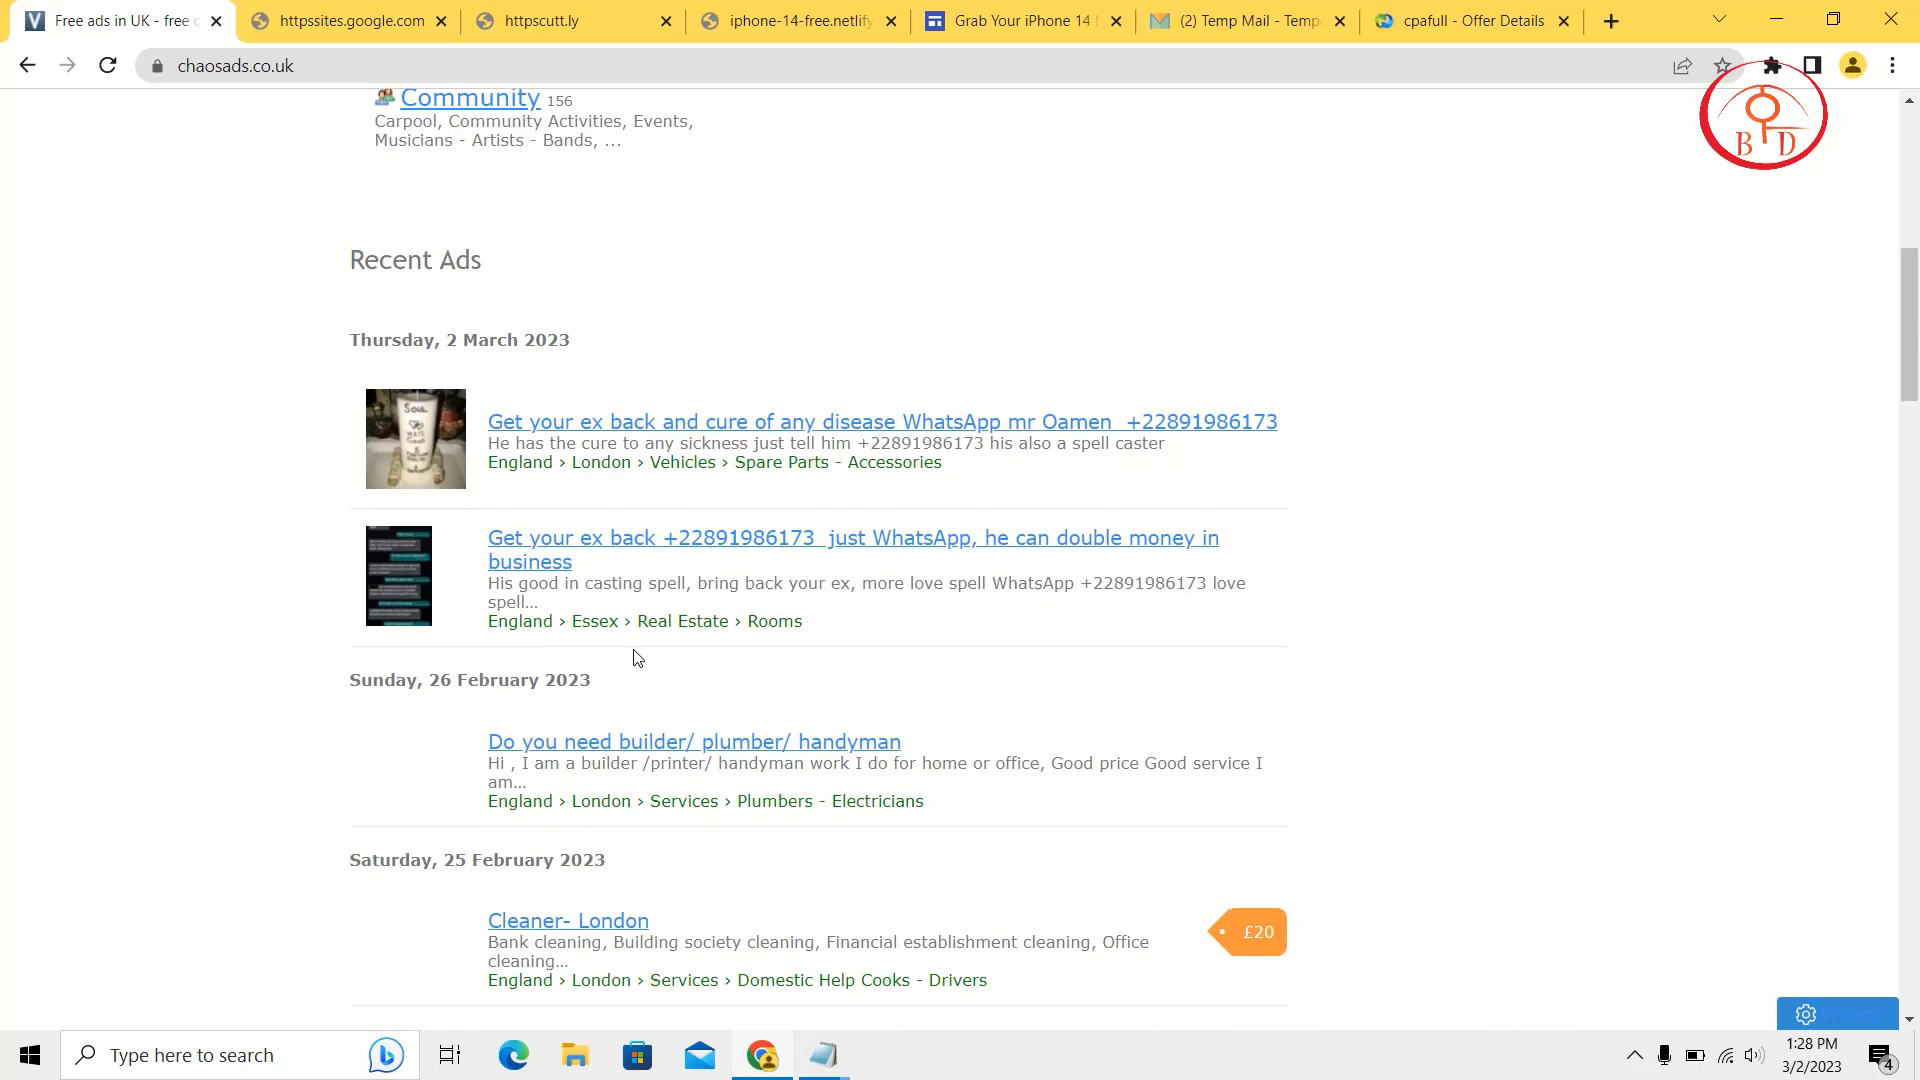 Free ads in UK - free c
httpssites.google.com
httpscutt.ly
iphone-14-free.netlify
Grab Your iPhone 14
(2) Temp Mail - Temp
cpafull - Offer Details
chaosads.co.uk
B D
Community 156
Carpool, Community Activities, Events,
Musicians - Artists - Bands, ...
Recent Ads
Thursday, 2 March 2023
Get your ex back and cure of any disease WhatsApp mr Oamen +22891986173
He has the cure to any sickness just tell him +22891986173 his also a spell caster
England › London › Vehicles › Spare Parts - Accessories
Get your ex back +22891986173 just WhatsApp, he can double money in
business
His good in casting spell, bring back your ex, more love spell WhatsApp +22891986173 love
spell...
England › Essex › Real Estate › Rooms
Sunday, 26 February 2023
Do you need builder/ plumber/ handyman
Hi , I am a builder /printer/ handyman work I do for home or office, Good price Good service I
am...
England › London › Services › Plumbers - Electricians
Saturday, 25 February 2023
Cleaner- London
Bank cleaning, Building society cleaning, Financial establishment cleaning, Office
cleaning...
£20
England › London › Services › Domestic Help Cooks - Drivers
Type here to search
1:28 PM
3/2/2023
4